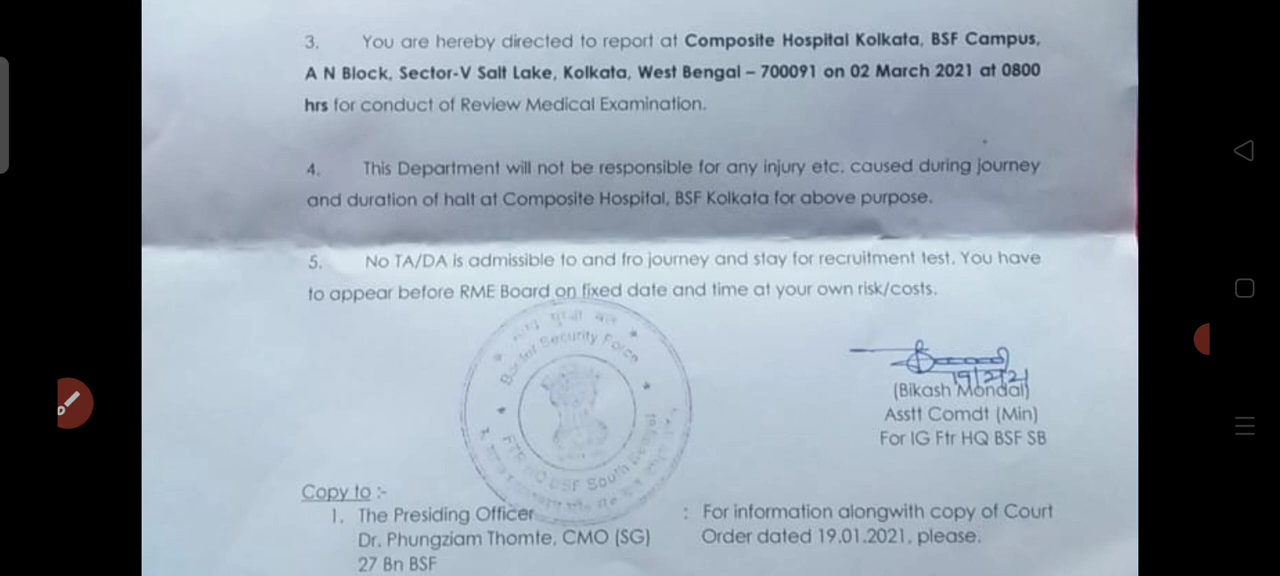 3. You are hereby directed to report at Composite Hospital Kolkata, BSF Campus,
A N Block, Sector-V Salt Lake, Kolkata, West Bengal – 700091 on 02 March 2021 at 0800
hrs for conduct of Review Medical Examination.
4. This Department will not be responsible for any injury etc. caused during journey
and duration of halt at Composite Hospital, BSF Kolkata for above purpose.
5. No TA/DA is admissible to and fro journey and stay for recruitment test. You have
to appear before RME Board on fixed date and time at your own risk/costs.
Border Security Force
FTR HQ BSF South Bengal
19/2/21
(Bikash Mondal)
Asstt Comdt (Min)
For IG Ftr HQ BSF SB
Copy to :-
1. The Presiding Officer
Dr. Phungziam Thomte, CMO (SG)
27 Bn BSF
: For information alongwith copy of Court
Order dated 19.01.2021, please.